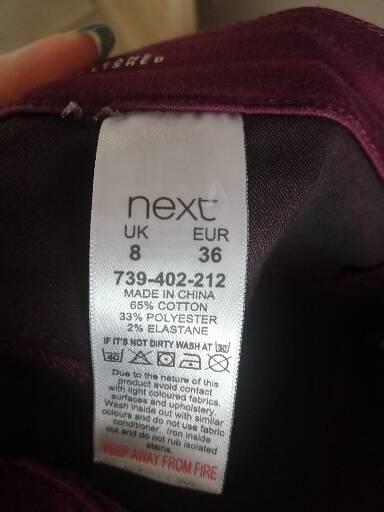 next
UK EUR
8 36
739-402-212
MADE IN CHINA
65% COTTON
33% POLYESTER
2% ELASTANE
IF IT'S NOT DIRTY WASH AT 30
40
Due to the nature of this
product avoid contact
with light coloured fabrics,
surfaces and upholstery.
Wash inside out with similar
colours and do not use fabric
conditioner. Iron inside
out and do not rub isolated
stains.
KEEP AWAY FROM FIRE